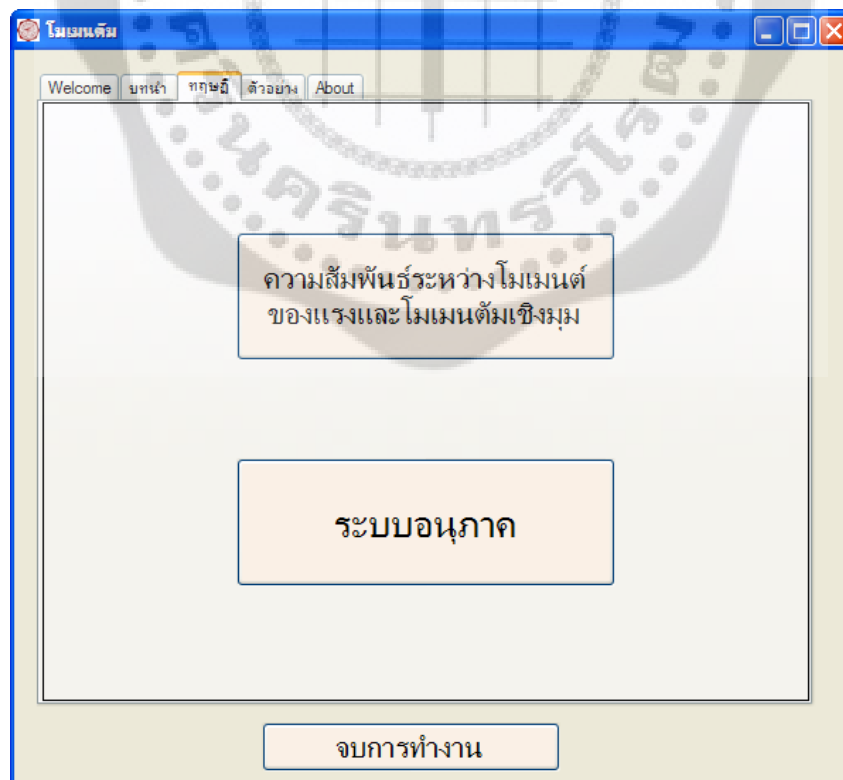 โมเมนตัม
Welcome บทนำ ทฤษฎี ตัวอย่าง About
ความสัมพันธ์ระหว่างโมเมนต์
ของแรงและโมเมนตัมเชิงมุม
ระบบอนุภาค
จบการทำงาน